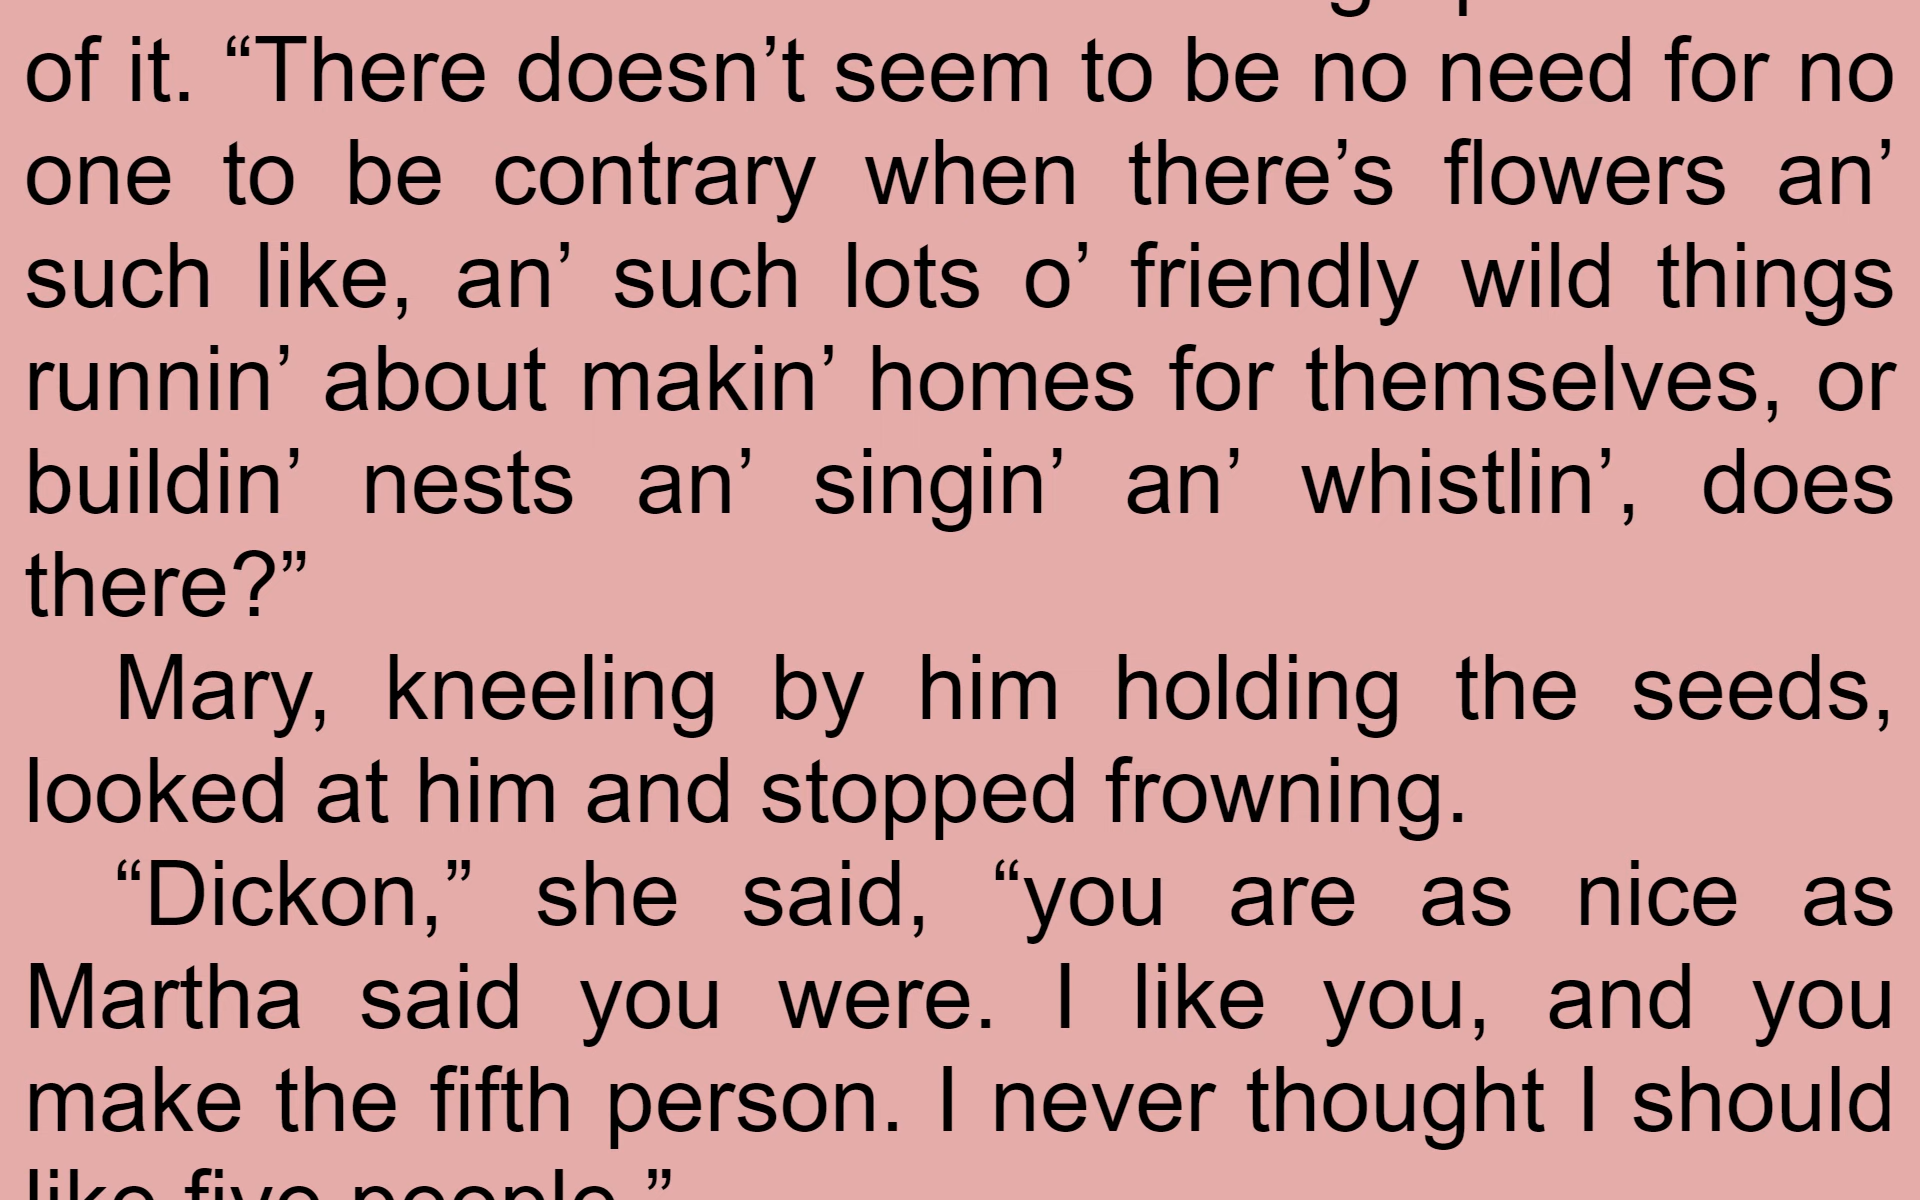 of it. “There doesn’t seem to be no need for no
one to be contrary when there’s flowers an’
such like, an’ such lots o’ friendly wild things
runnin’ about makin’ homes for themselves, or
buildin’ nests an’ singin’ an’ whistlin’, does
there?”
Mary, kneeling by him holding the seeds,
looked at him and stopped frowning.
“Dickon,” she said, “you are as nice as
Martha said you were. I like you, and you
make the fifth person. I never thought I should
like five people.”